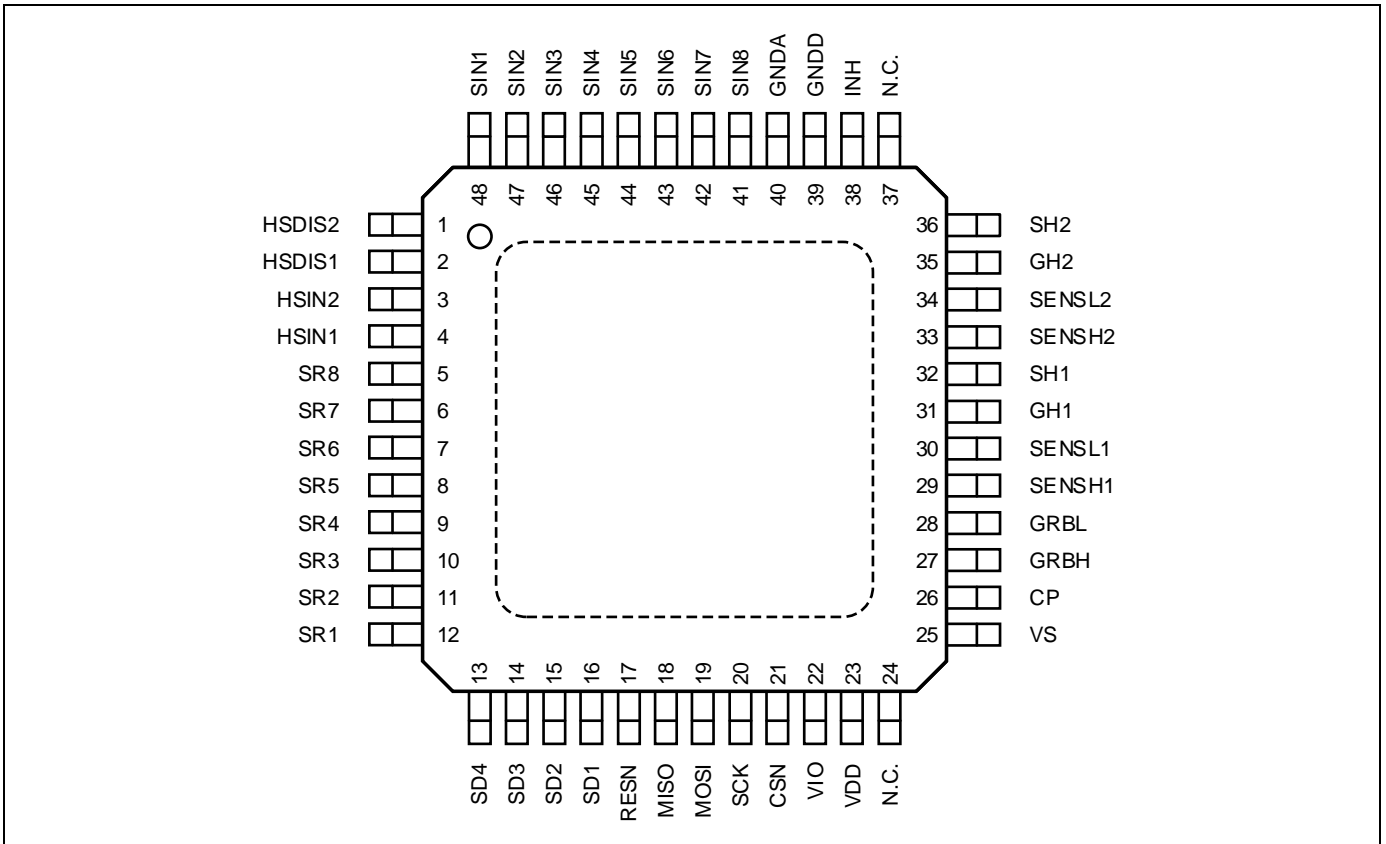 SIN1 SIN2 SIN3 SIN4 SIN5 SIN6 SIN7 SIN8 GNDA GNDD INH N.C.
48 47 46 45 44 43 42 41 40 39 38 37
HSDIS2 1 36 SH2
HSDIS1 2 35 GH2
HSIN2 3 34 SENSL2
HSIN1 4 33 SENSH2
SR8 5 32 SH1
SR7 6 31 GH1
SR6 7 30 SENSL1
SR5 8 29 SENSH1
SR4 9 28 GRBL
SR3 10 27 GRBH
SR2 11 26 CP
SR1 12 25 VS
13 14 15 16 17 18 19 20 21 22 23 24
SD4 SD3 SD2 SD1 RESN MISO MOSI SCK CSN VIO VDD N.C.